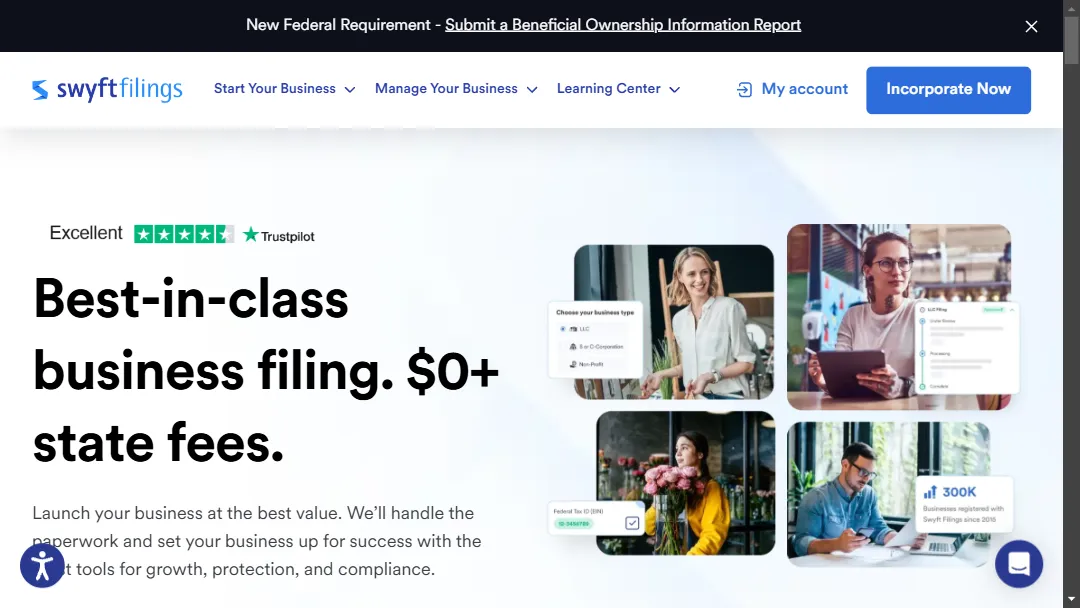 New Federal Requirement - Submit a Beneficial Ownership Information Report
swyftfilings
Start Your Business
Manage Your Business
Learning Center
My account
Incorporate Now
Excellent
Trustpilot
Best-in-class
business filing. $0+
state fees.
Launch your business at the best value. We’ll handle the
paperwork and set your business up for success with the
tools for growth, protection, and compliance.
Choose your business type
LLC
S or C-Corporation
Non-Profit
LLC Filing
Under Review
Processing
Complete
Federal Tax ID (EIN)
300K
Businesses registered with
Swyft Filings since 2015